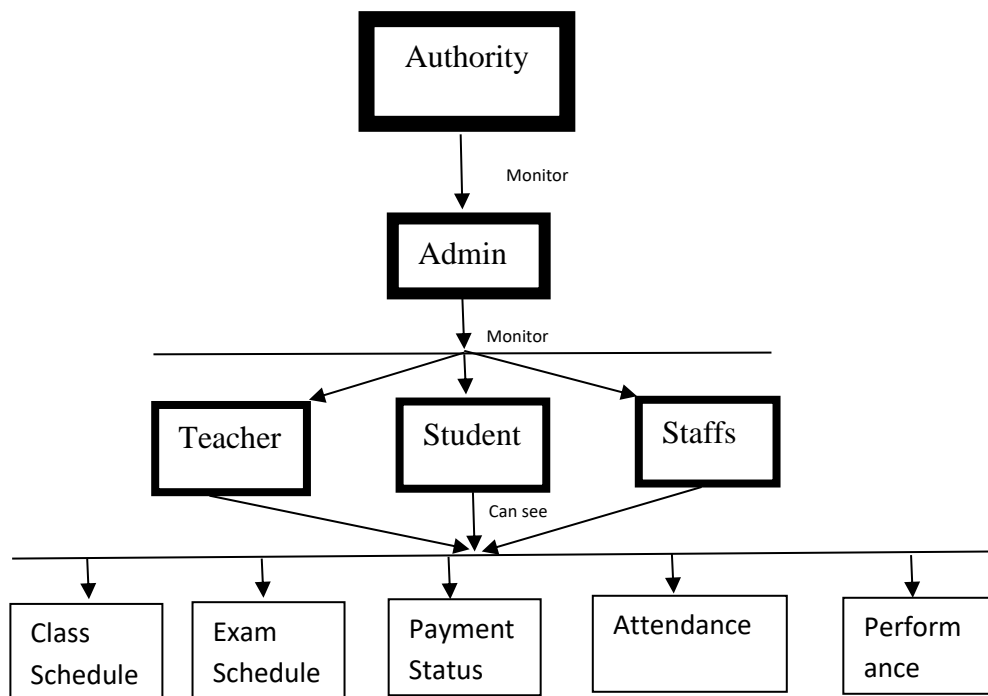 Authority
Monitor
Admin
Monitor
Teacher
Student
Staffs
Can see
Class
Schedule
Exam
Schedule
Payment
Status
Attendance
Perform
ance